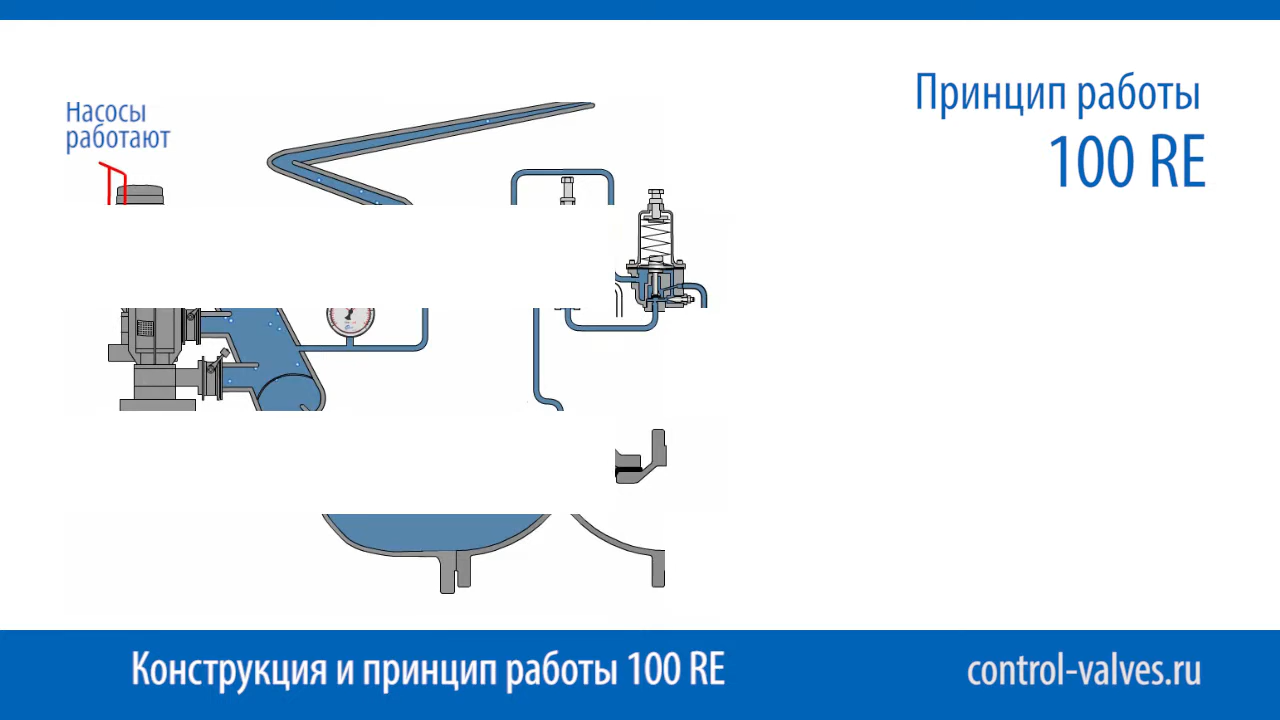 Насосы
работают
Принцип работы
100 RE
Конструкция и принцип работы 100 RE
control-valves.ru